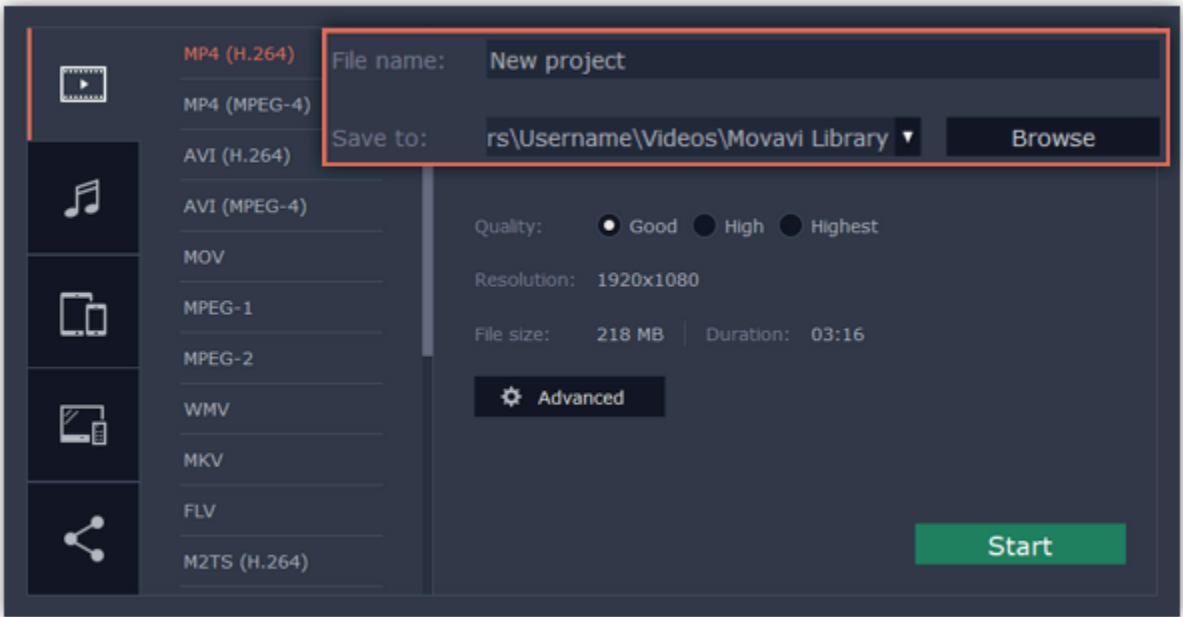 MP4 (H.264)
MP4 (MPEG-4)
AVI (H.264)
AVI (MPEG-4)
MOV
MPEG-1
MPEG-2
WMV
MKV
FLV
M2TS (H.264)
File name: New project
Save to: rs\Username\Videos\Movavi Library Browse
Quality: Good High Highest
Resolution: 1920x1080
File size: 218 MB Duration: 03:16
Advanced
Start